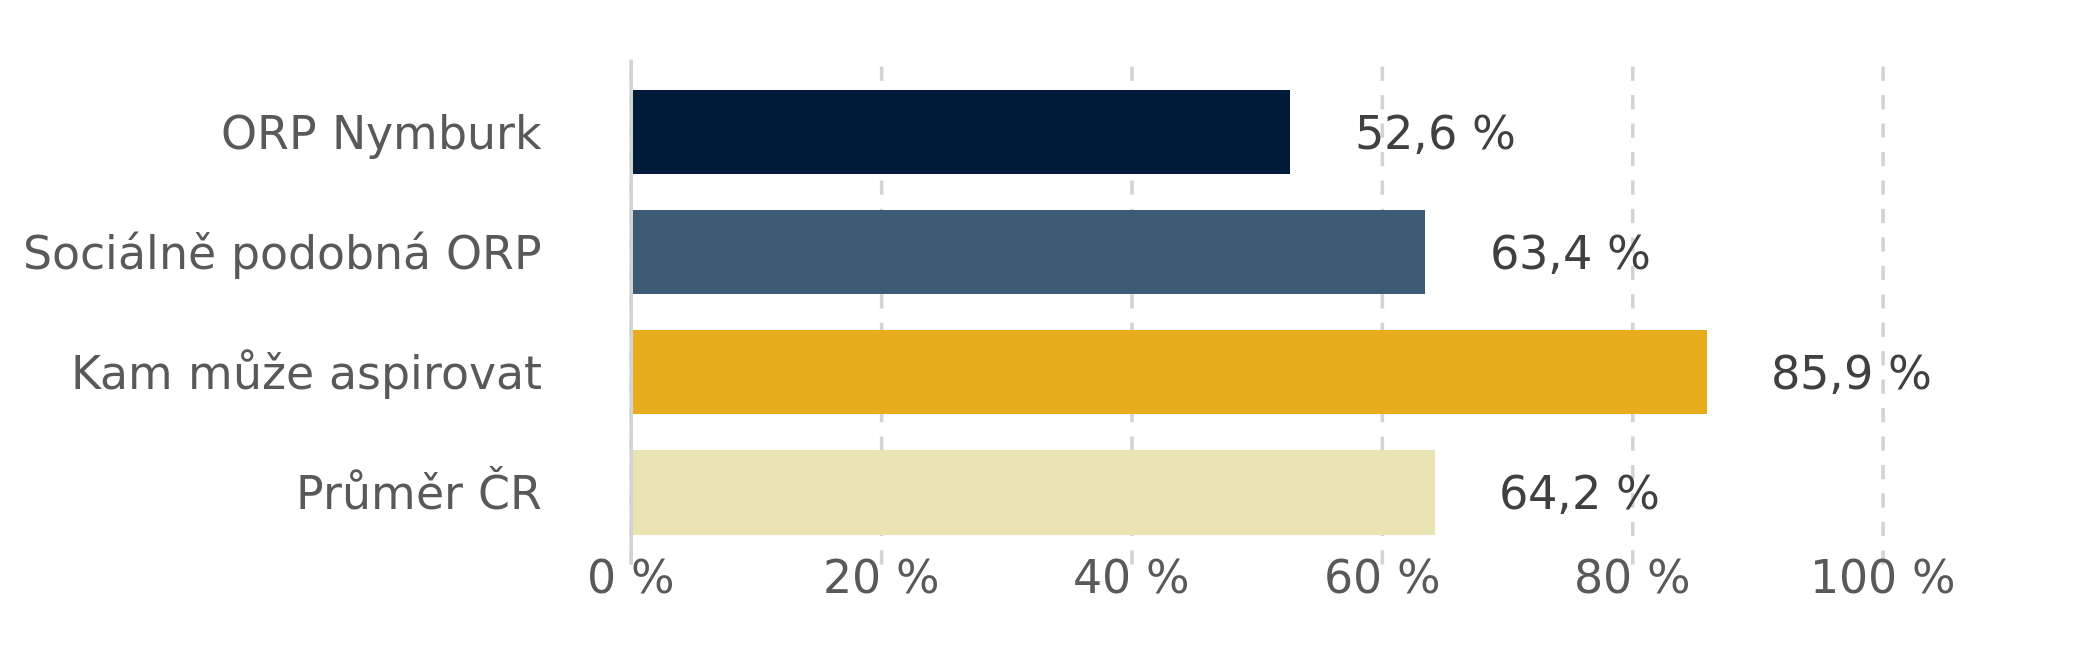 ORP Nymburk
52,6 %
Sociálně podobná ORP
63,4 %
Kam může aspirovat
85,9 %
Průměr ČR
64,2 %
0 %
20 %
40 %
60 %
80 %
100 %